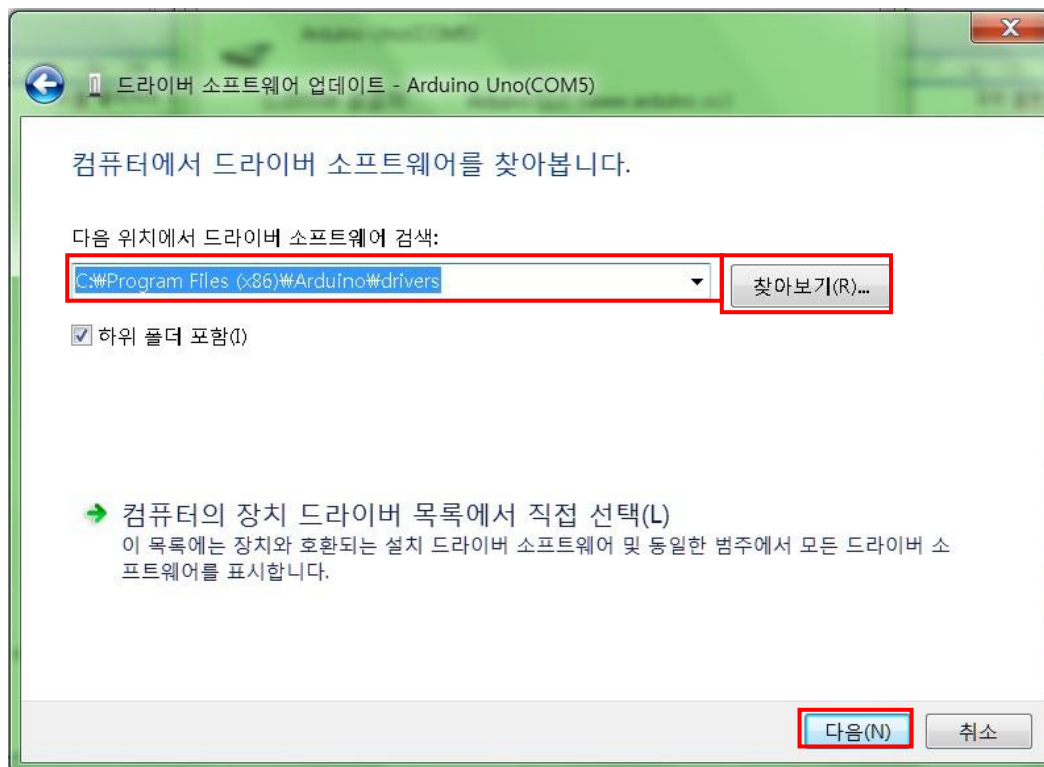 드라이버 소프트웨어 업데이트 - Arduino Uno(COM5)
컴퓨터에서 드라이버 소프트웨어를 찾아봅니다.
다음 위치에서 드라이버 소프트웨어 검색:
C:₩Program Files (x86)₩Arduino₩drivers
찾아보기(R)...
하위 폴더 포함(I)
컴퓨터의 장치 드라이버 목록에서 직접 선택(L)
이 목록에는 장치와 호환되는 설치 드라이버 소프트웨어 및 동일한 범주에서 모든 드라이버 소
프트웨어를 표시합니다.
다음(N)
취소